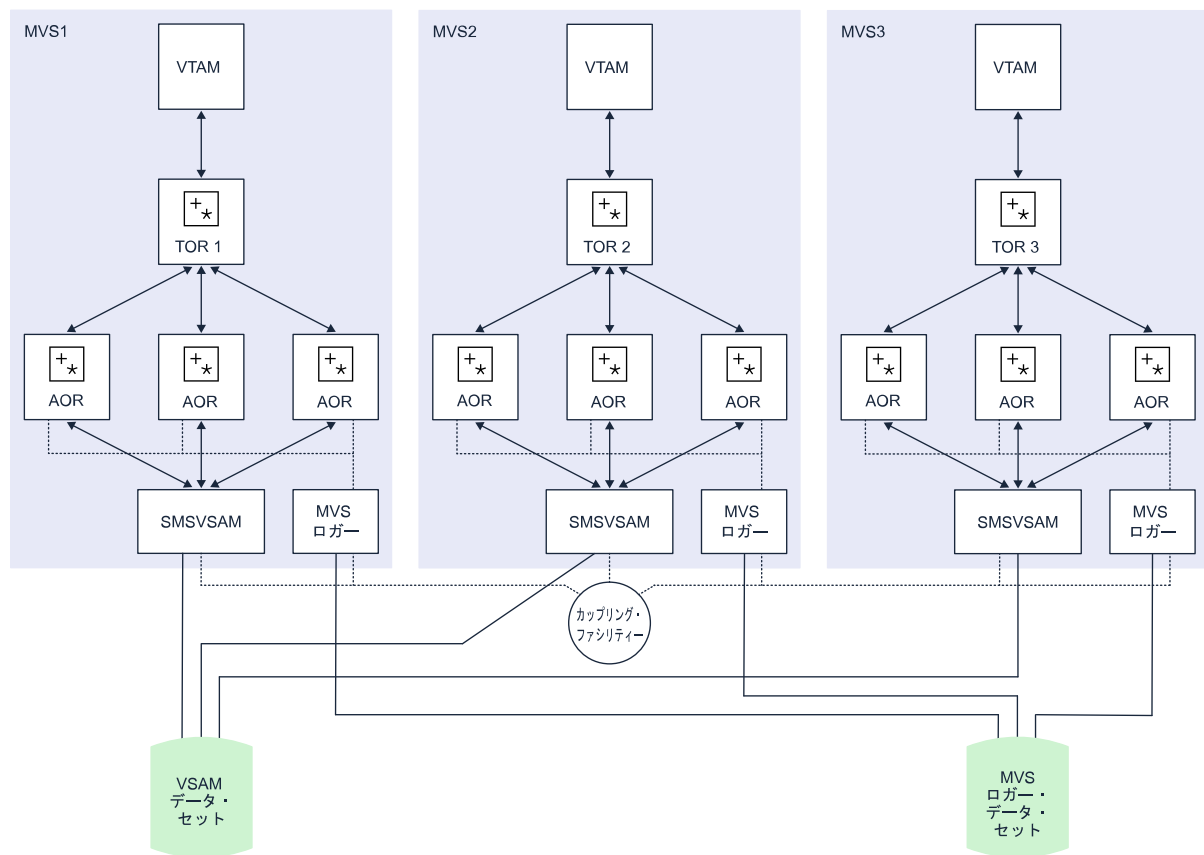 MVS1
MVS2
MVS3
VTAM
VTAM
VTAM
+*
TOR 1
+*
TOR 2
+*
TOR 3
+*
AOR
+*
AOR
+*
AOR
+*
AOR
+*
AOR
+*
AOR
+*
AOR
+*
AOR
+*
AOR
SMSVSAM
MVS
ロガー
SMSVSAM
MVS
ロガー
SMSVSAM
MVS
ロガー
カップリング・
ファシリティー
VSAM
データ・
セット
MVS
ロガー・
データ・
セット